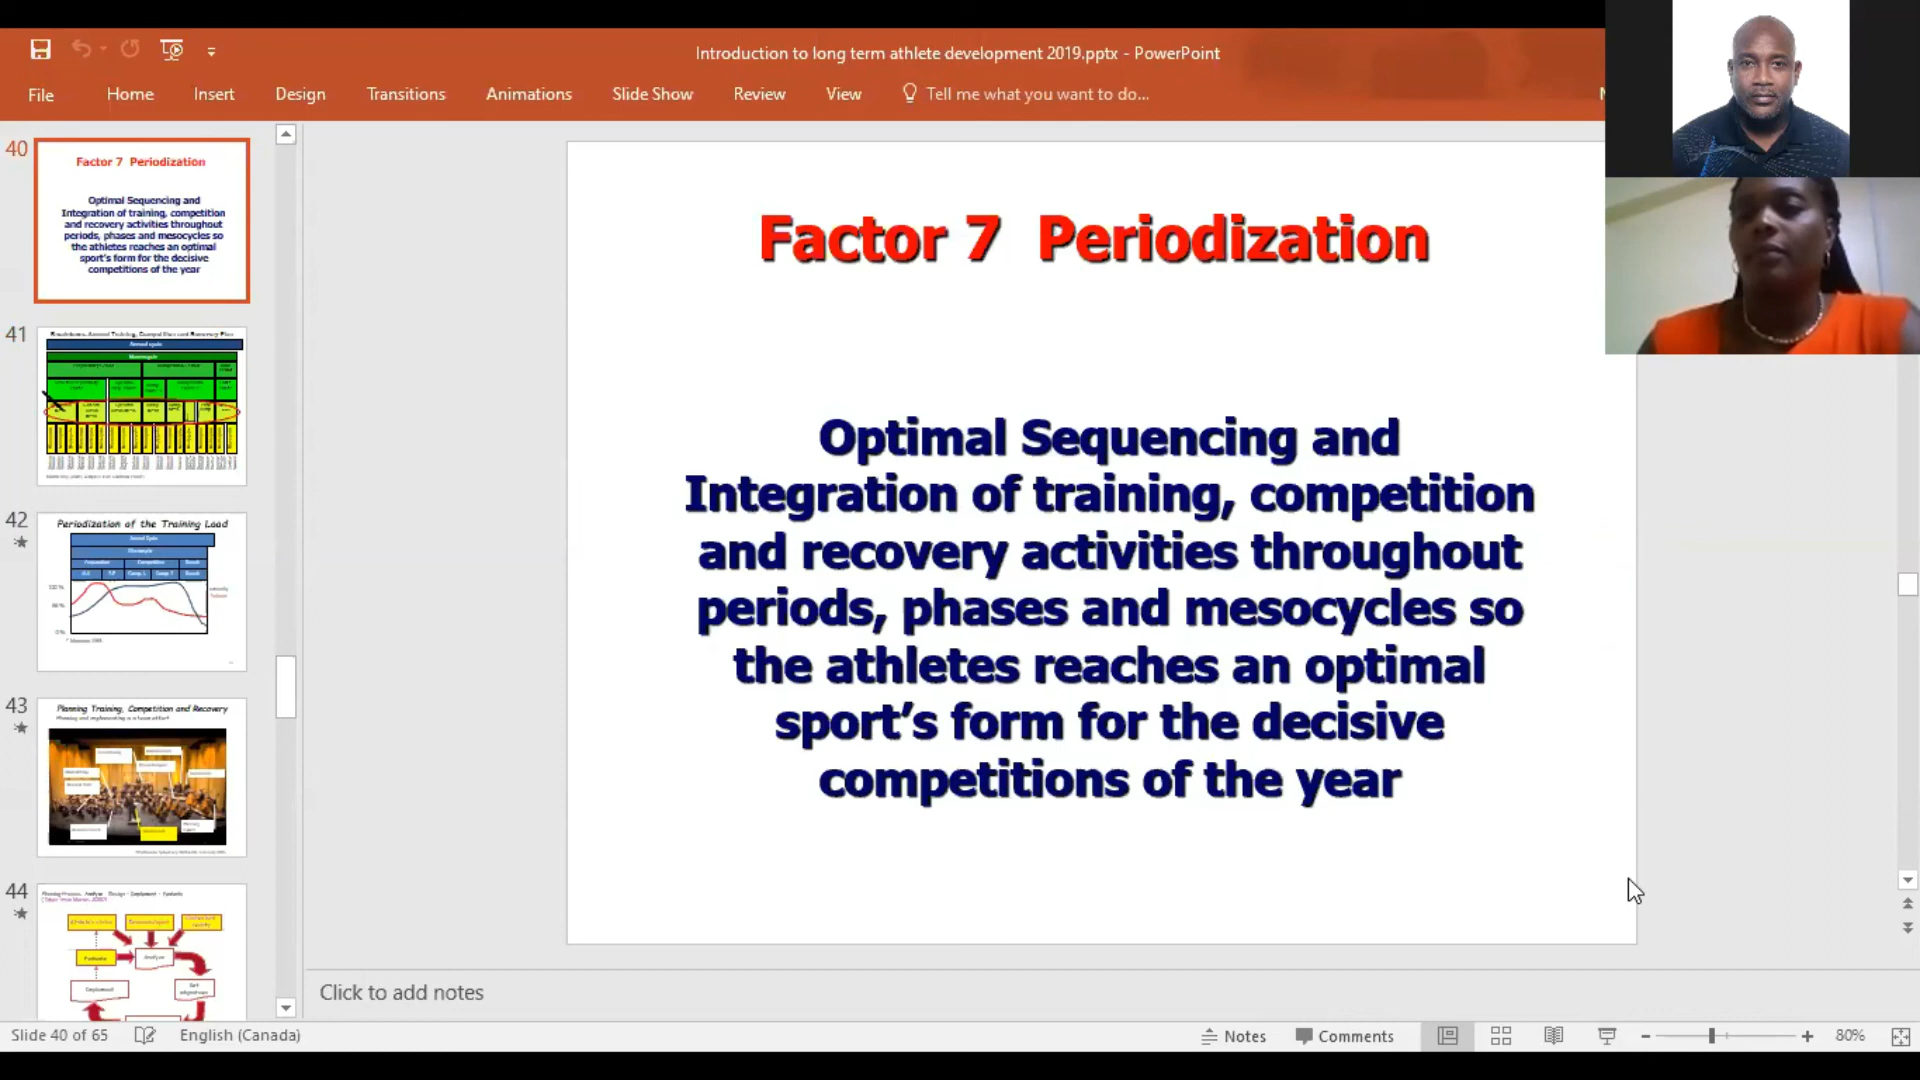 Introduction to long term athlete development 2019.pptx - PowerPoint
File
Home
Insert
Design
Transitions
Animations
Slide Show
Review
View
Tell me what you want to do...
40
Factor 7 Periodization
Optimal Sequencing and
Integration of training, competition
and recovery activities throughout
periods, phases and mesocycles so
the athletes reaches an optimal
sport's form for the decisive
competitions of the year
41
42
Periodization of the Training Load
43
Planning Training, Competition and Recovery
44
Factor 7 Periodization
Optimal Sequencing and
Integration of training, competition
and recovery activities throughout
periods, phases and mesocycles so
the athletes reaches an optimal
sport’s form for the decisive
competitions of the year
Click to add notes
Slide 40 of 65
English (Canada)
Notes
Comments
80%